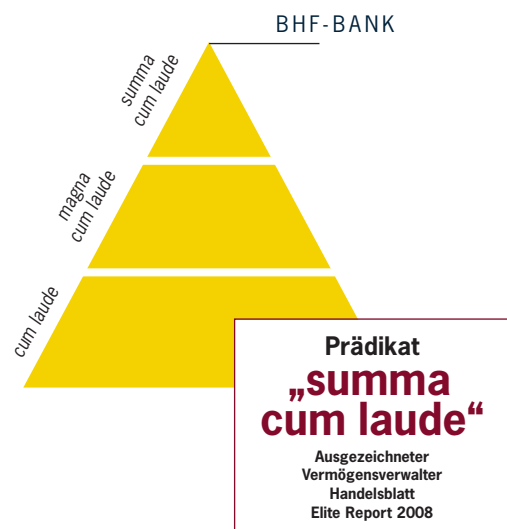 BHF-BANK
summa
cum laude
magna
cum laude
cum laude
Prädikat
„summa
cum laude“
Ausgezeichneter
Vermögensverwalter
Handelsblatt
Elite Report 2008